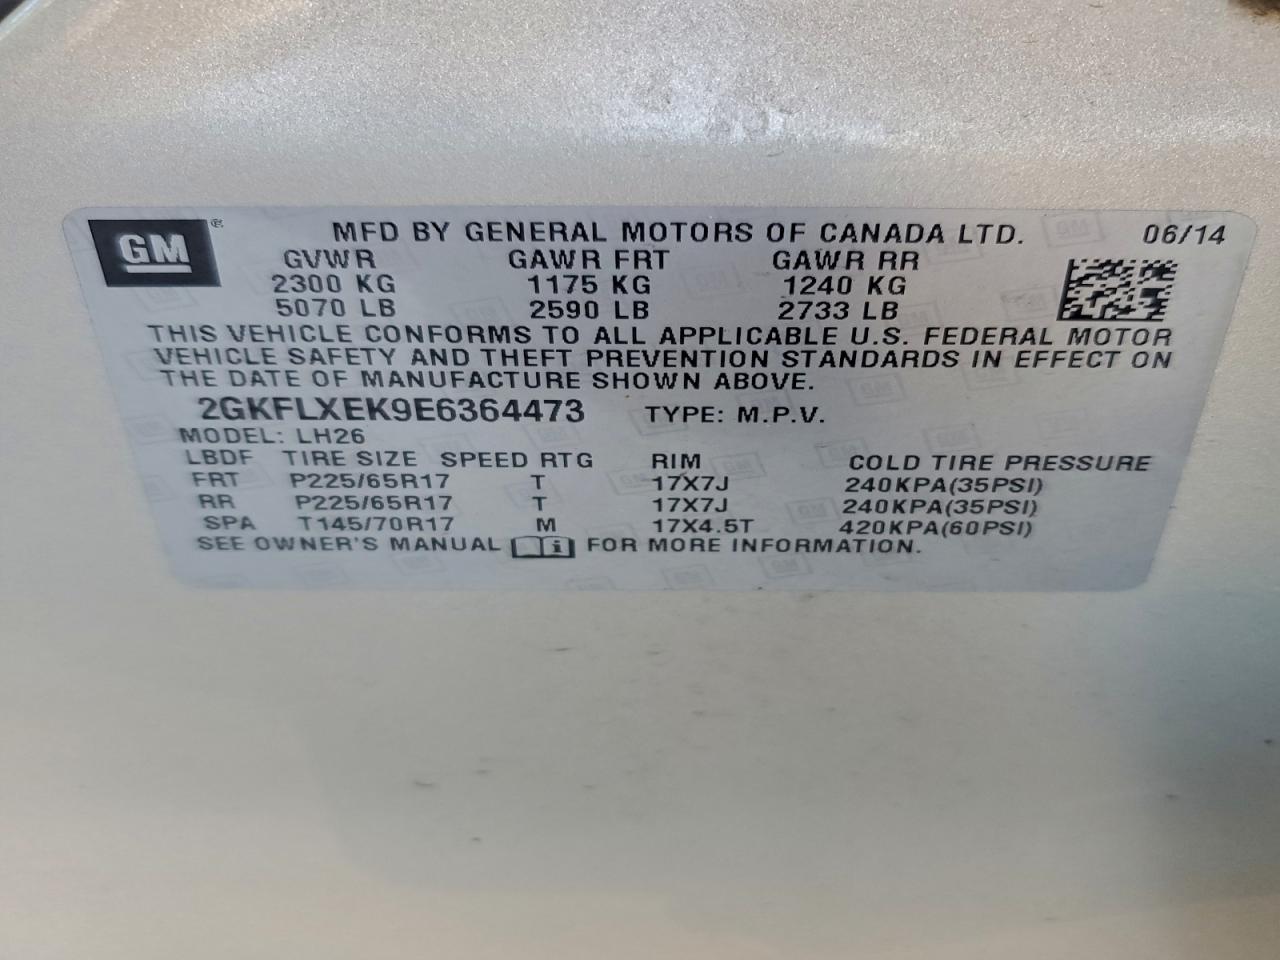 GM® MFD BY GENERAL MOTORS OF CANADA LTD. 06/14
GVWR GAWR FRT GAWR RR
2300 KG 1175 KG 1240 KG
5070 LB 2590 LB 2733 LB
THIS VEHICLE CONFORMS TO ALL APPLICABLE U.S. FEDERAL MOTOR
VEHICLE SAFETY AND THEFT PREVENTION STANDARDS IN EFFECT ON
THE DATE OF MANUFACTURE SHOWN ABOVE.
2GKFLXEK9E6364473 TYPE: M.P.V.
MODEL: LH26
LBDF TIRE SIZE SPEED RTG RIM COLD TIRE PRESSURE
FRT P225/65R17 T 17X7J 240KPA(35PSI)
RR P225/65R17 T 17X7J 240KPA(35PSI)
SPA T145/70R17 M 17X4.5T 420KPA(60PSI)
SEE OWNER'S MANUAL i FOR MORE INFORMATION.